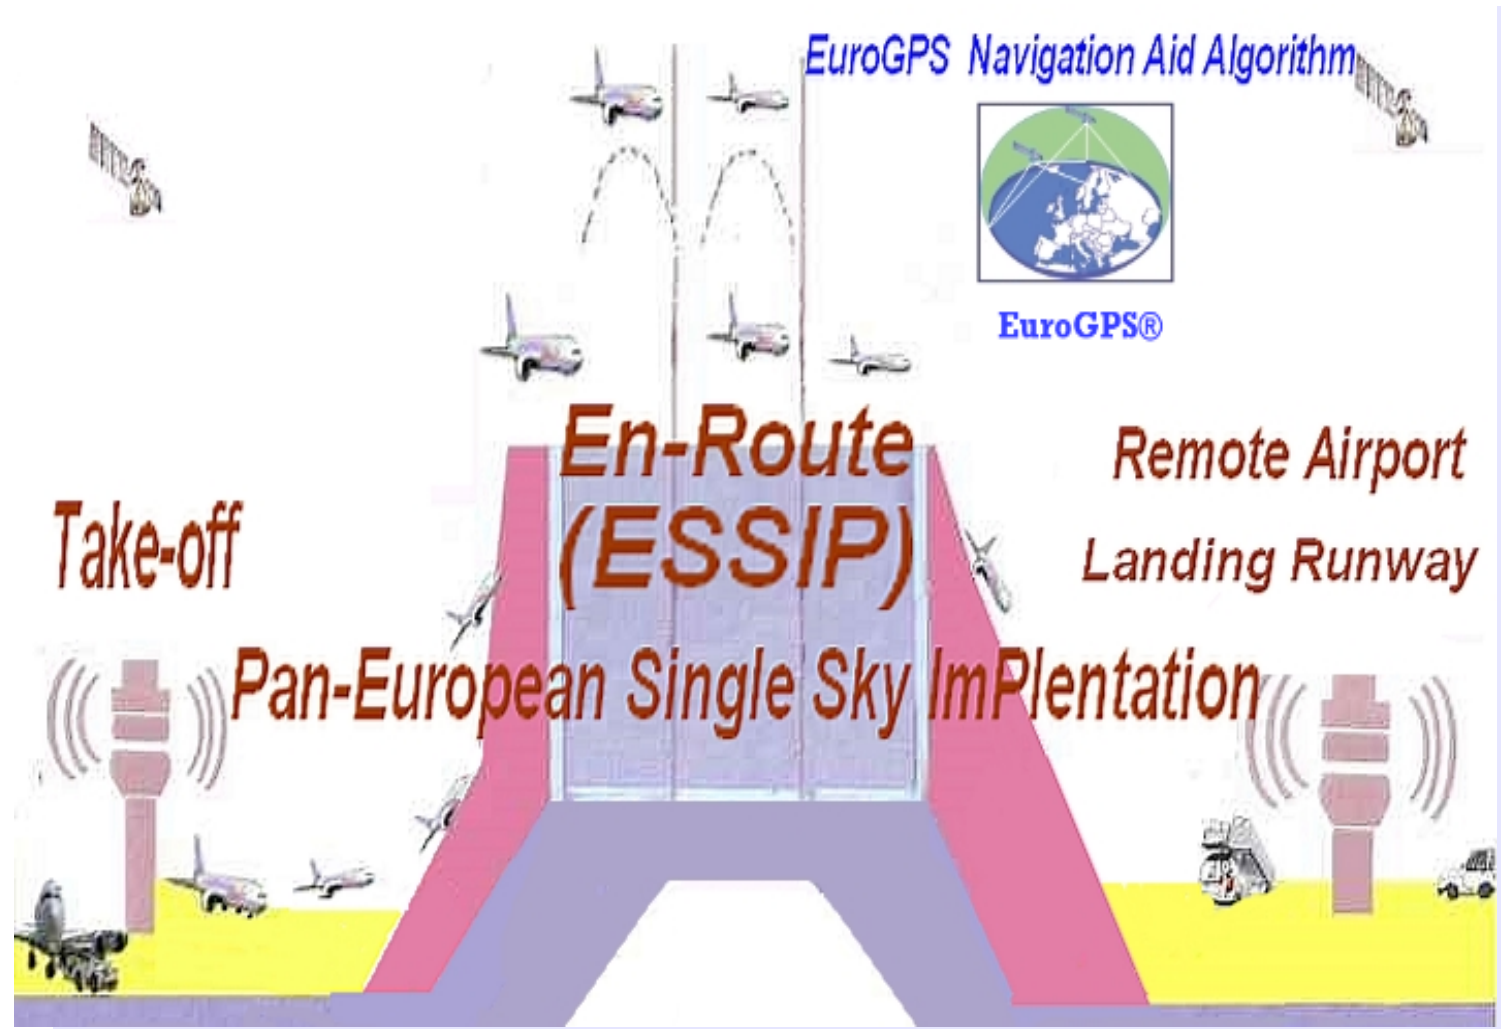 EuroGPS Navigation Aid Algorithm
EuroGPS®
En-Route
(ESSIP)
Remote Airport
Landing Runway
Take-off
Pan-European Single Sky ImPlentation